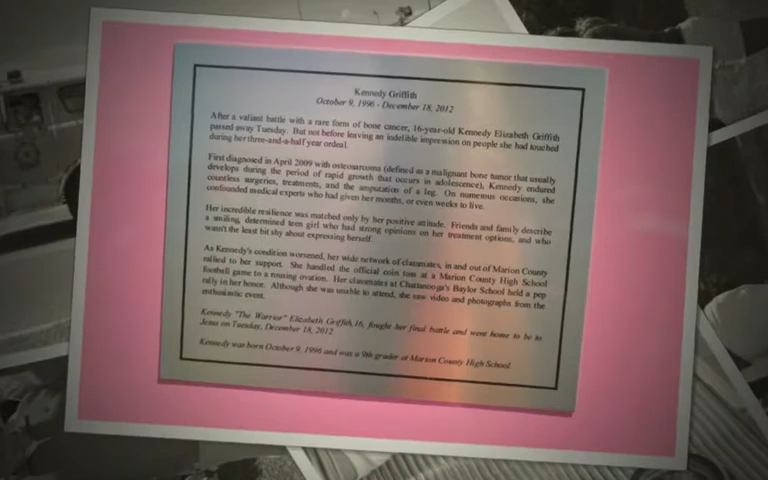 Kennedy Griffith
October 9, 1996 - December 18, 2012
After a valiant battle with a rare form of bone cancer, 16-year-old Kennedy Elizabeth Griffith
passed away Tuesday. But not before leaving an indelible impression on people she had touched
during her three-and-a-half year ordeal.
First diagnosed in April 2009 with osteosarcoma (defined as a malignant bone tumor that usually
develops during the period of rapid growth that occurs in adolescence), Kennedy endured
countless surgeries, treatments, and the amputation of a leg. On numerous occasions, she
confounded medical experts who had given her months, or even weeks to live.
Her incredible resilience was matched only by her positive attitude. Friends and family describe
a smiling, determined teen girl who had strong opinions on her treatment options, and who
wasn't the least bit shy about expressing herself.
As Kennedy's condition worsened, her wide network of classmates, in and out of Marion County
rallied to her support. She handled the official coin toss at a Marion County High School
football game to a rousing ovation. Her classmates at Chattanooga's Baylor School held a pep
rally in her honor. Although she was unable to attend, she saw video and photographs from the
enthusiastic event.
Kennedy "The Warrior" Elizabeth Griffith, 16, fought her final battle and went home to be to
Jesus on Tuesday, December 18, 2012.
Kennedy was born October 9, 1996 and was a 9th grader at Marion County High School.